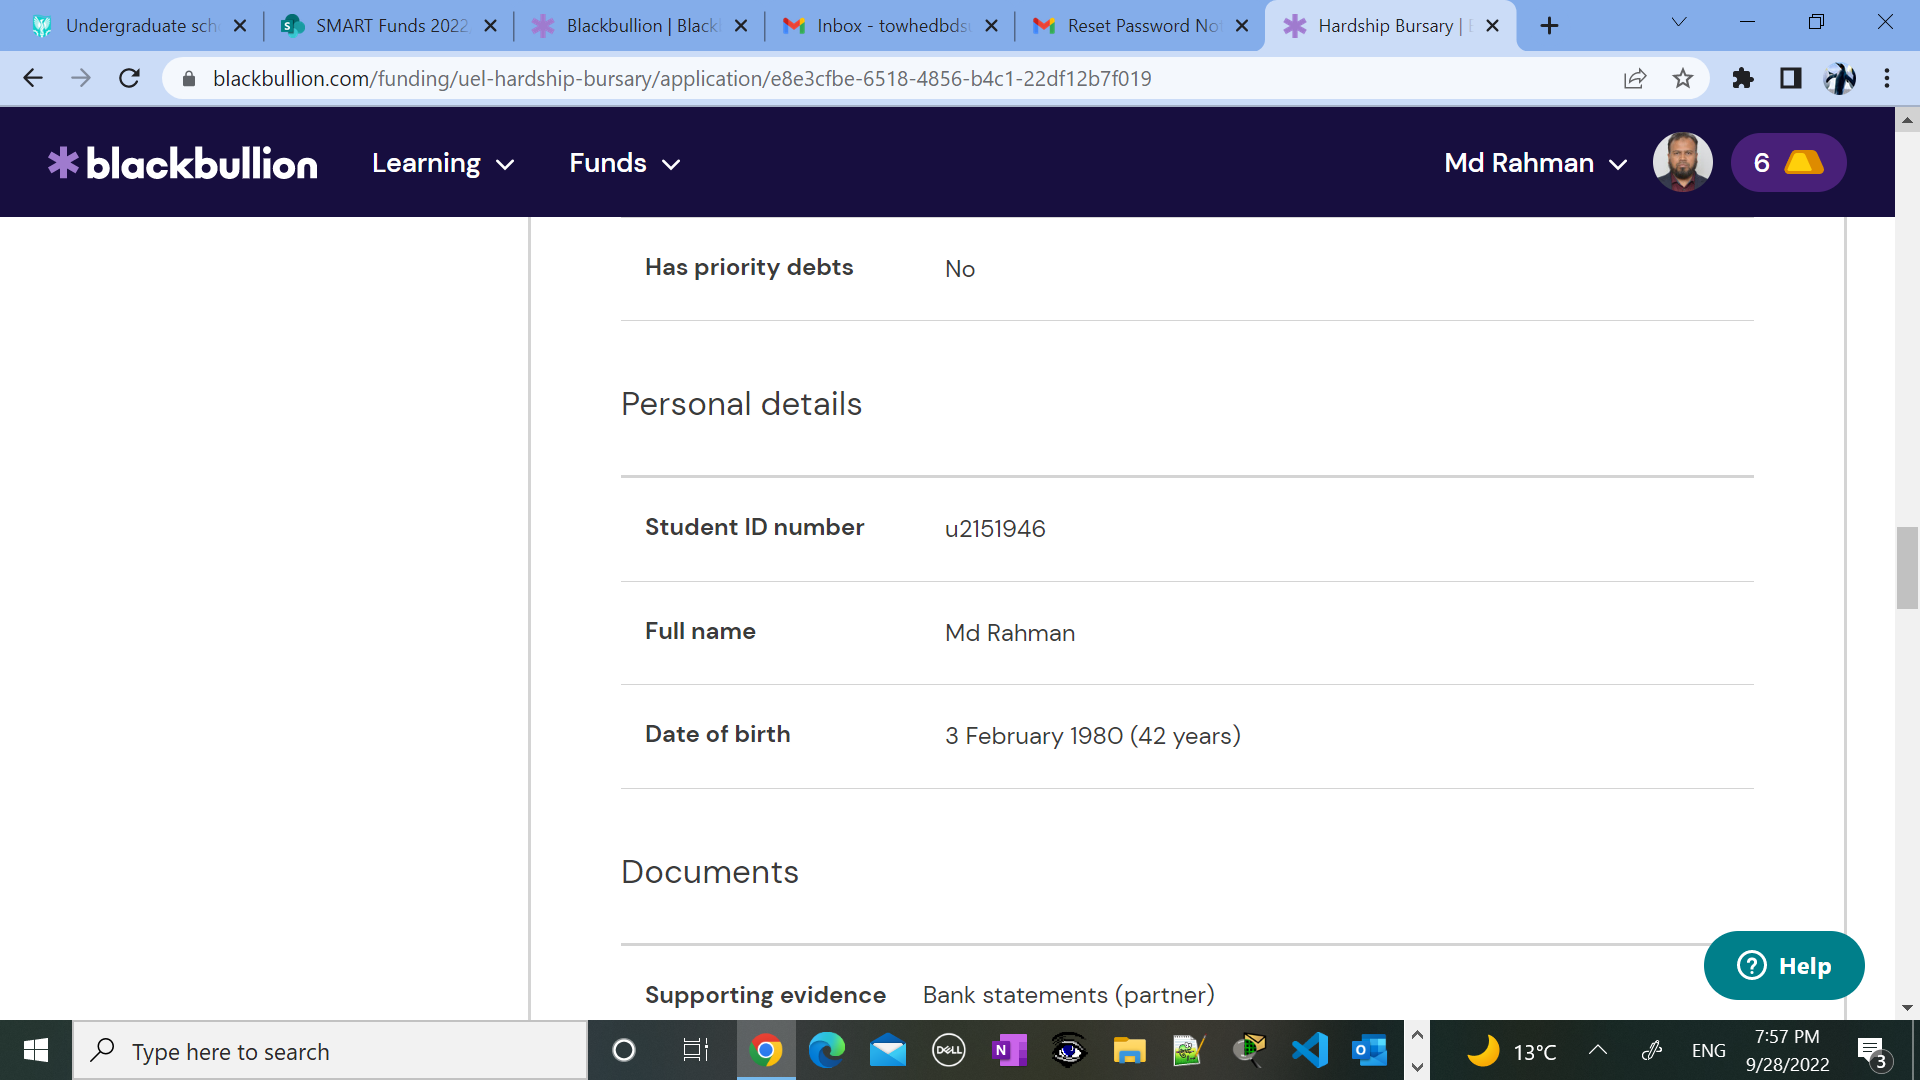 Undergraduate sch
SMART Funds 2022
Blackbullion | Black
Inbox - towhedbds
Reset Password No
Hardship Bursary |
blackbullion.com/funding/uel-hardship-bursary/application/e8e3cfbe-6518-4856-b4c1-22df12b7f019
blackbullion
Learning
Funds
Md Rahman
6
Has priority debts
No
Personal details
Student ID number
u2151946
Full name
Md Rahman
Date of birth
3 February 1980 (42 years)
Documents
Supporting evidence
Bank statements (partner)
Help
Type here to search
DELL
13°C
ENG
7:57 PM
9/28/2022
3